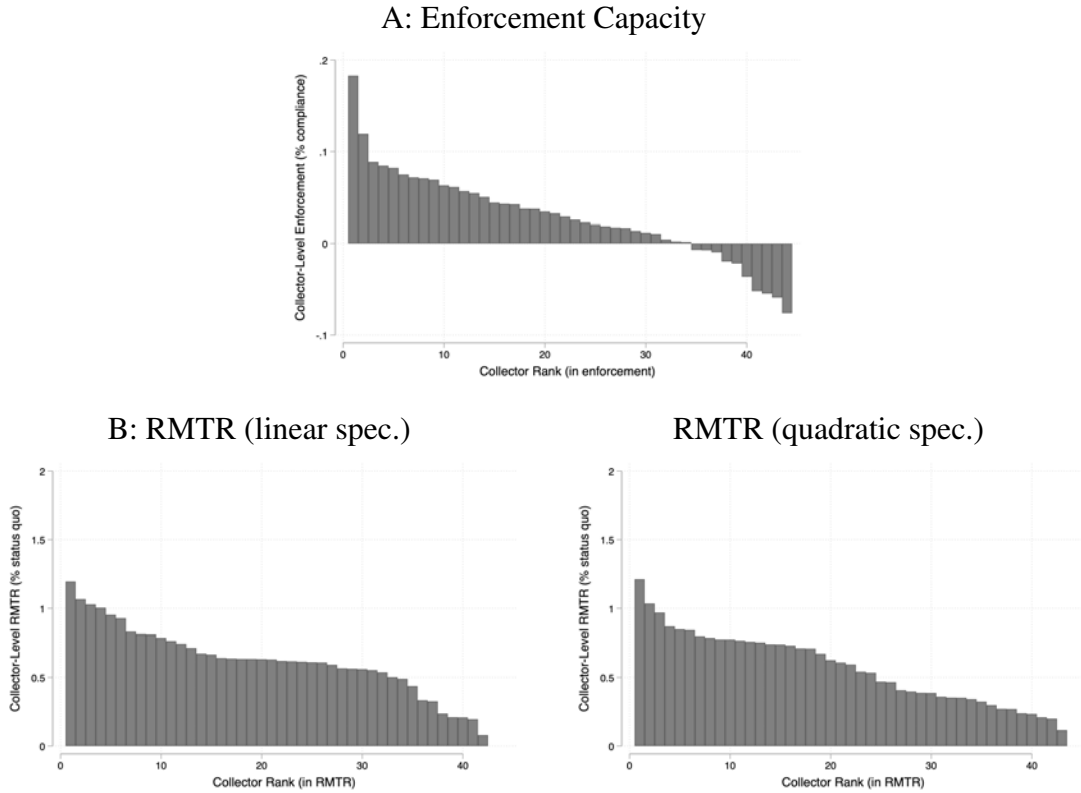 A: Enforcement Capacity
Collector-Level Enforcement (% compliance)
.2
.1
0
-.1
0 10 20 30 40
Collector Rank (in enforcement)
B: RMTR (linear spec.)
Collector-Level RMTR (% status quo)
2
1.5
1
0.5
0
0 10 20 30 40
Collector Rank (in RMTR)
RMTR (quadratic spec.)
Collector-Level RMTR (% status quo)
2
1.5
1
0.5
0
0 10 20 30 40
Collector Rank (in RMTR)